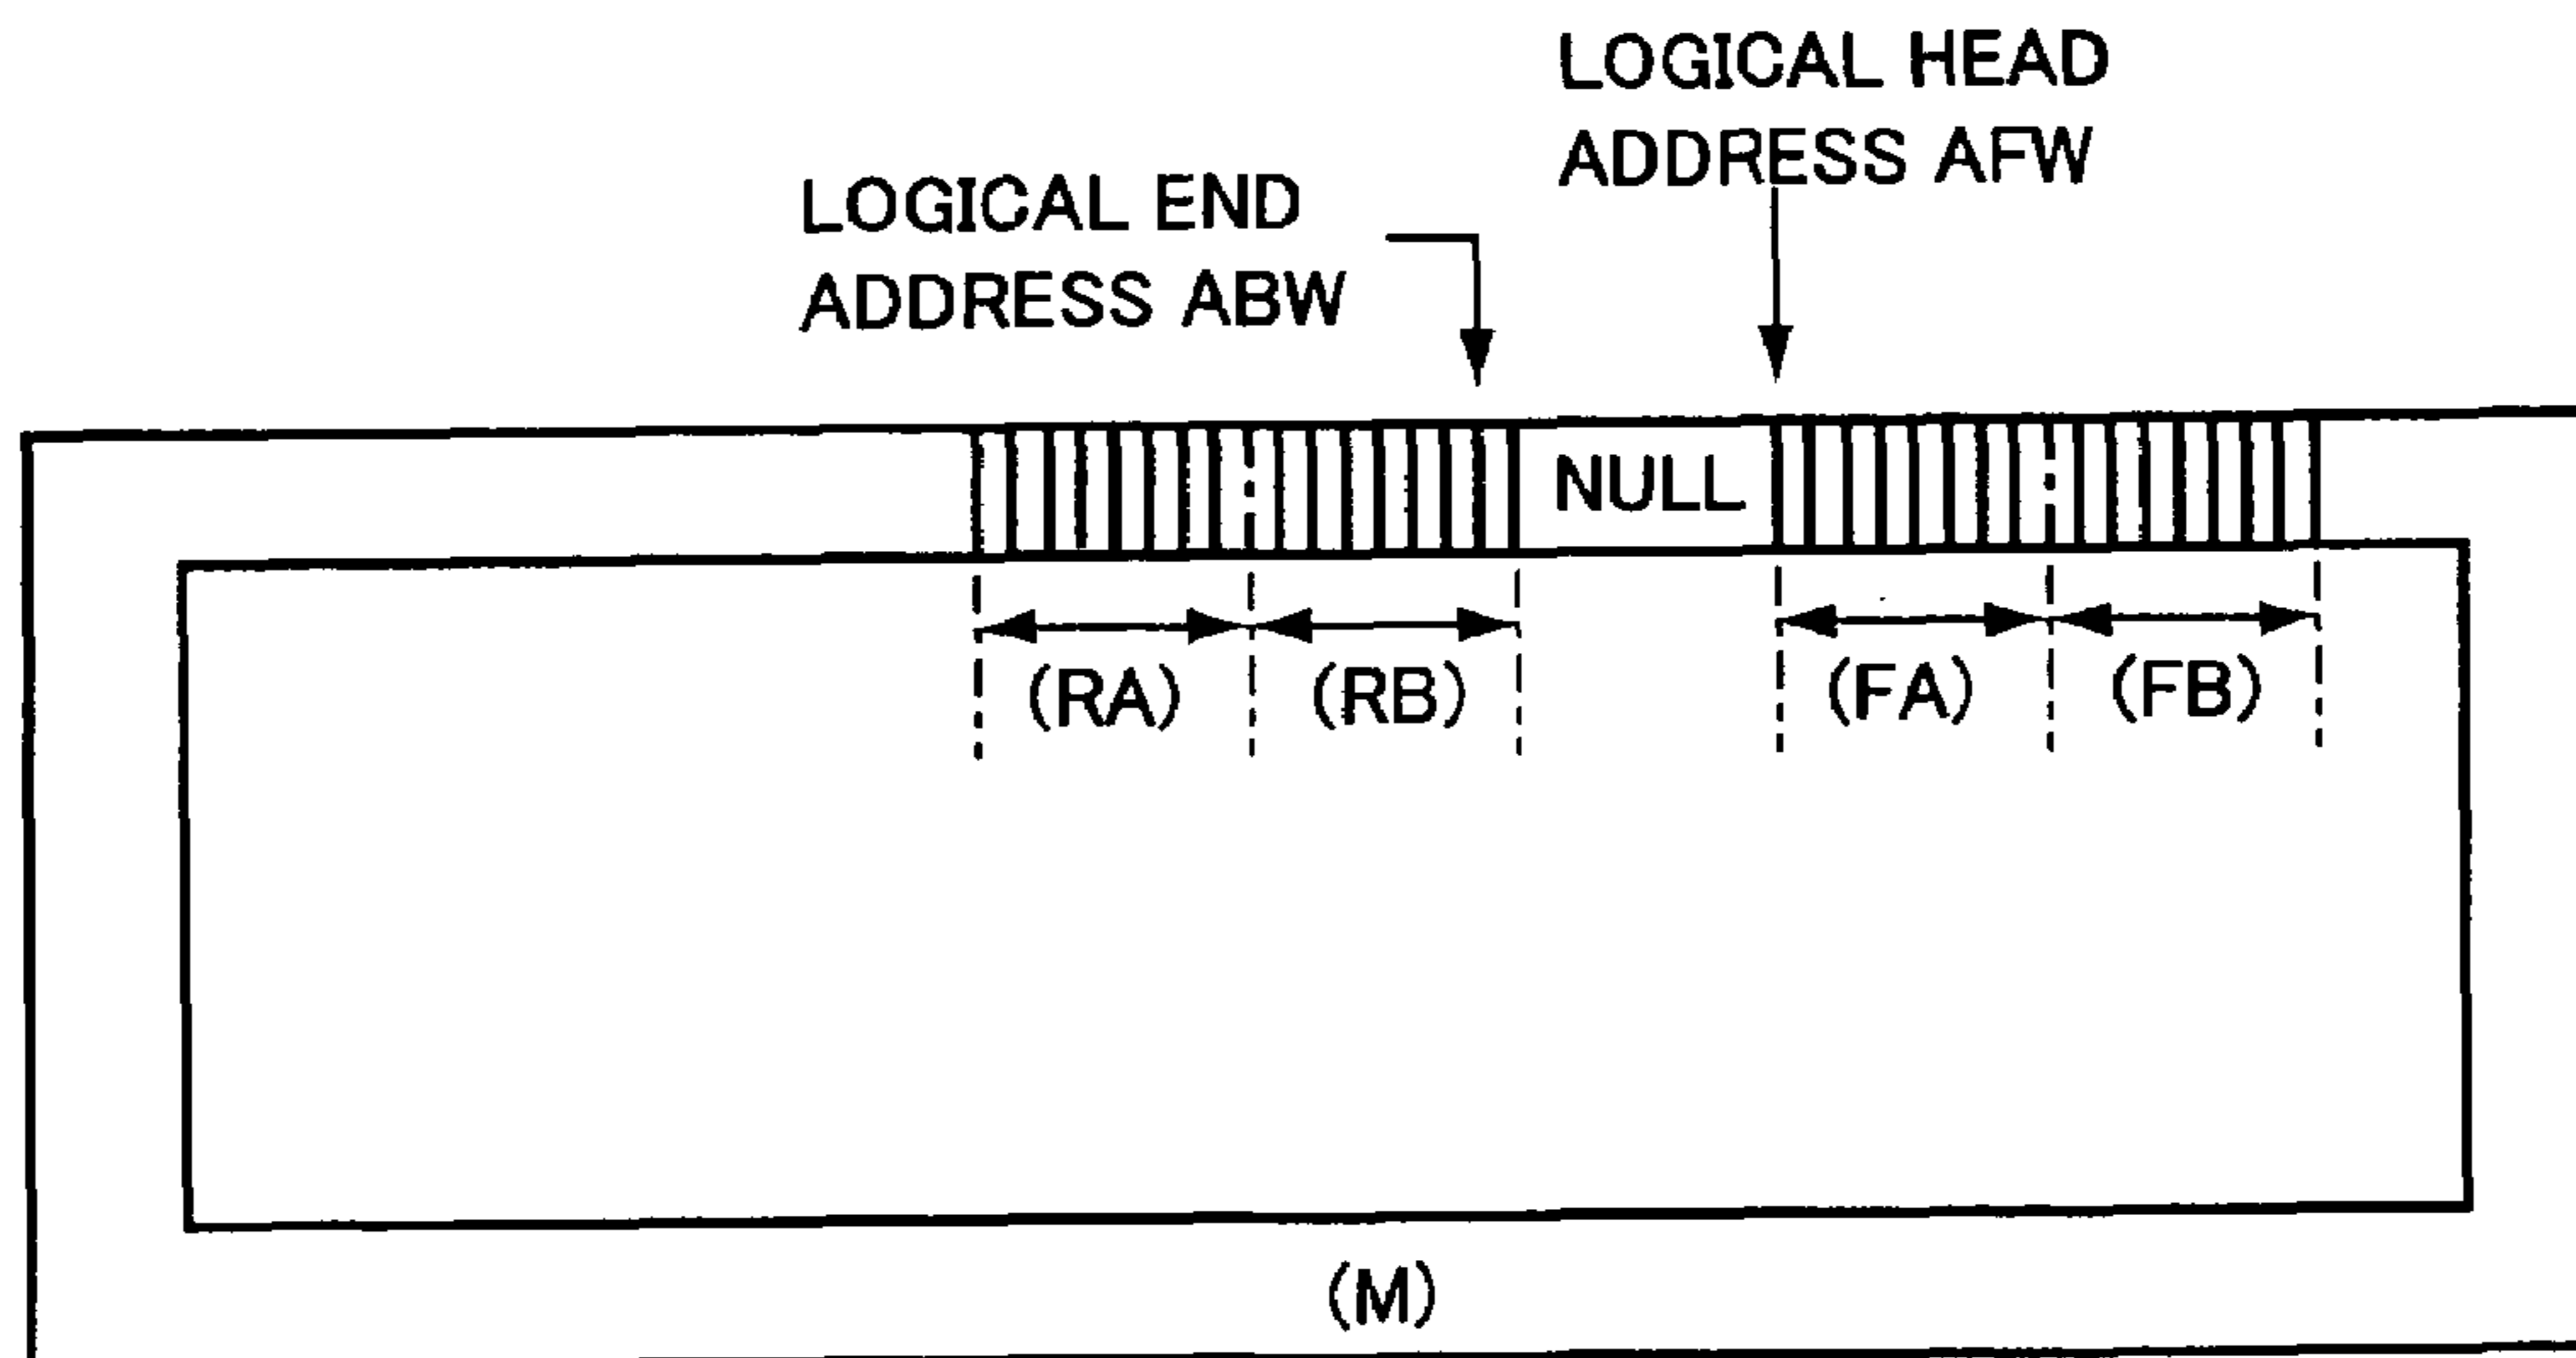 LOGICAL HEAD
ADDRESS AFW
LOGICAL END
ADDRESS ABW
NULL
(RA) (RB) (FA) (FB)
(M)